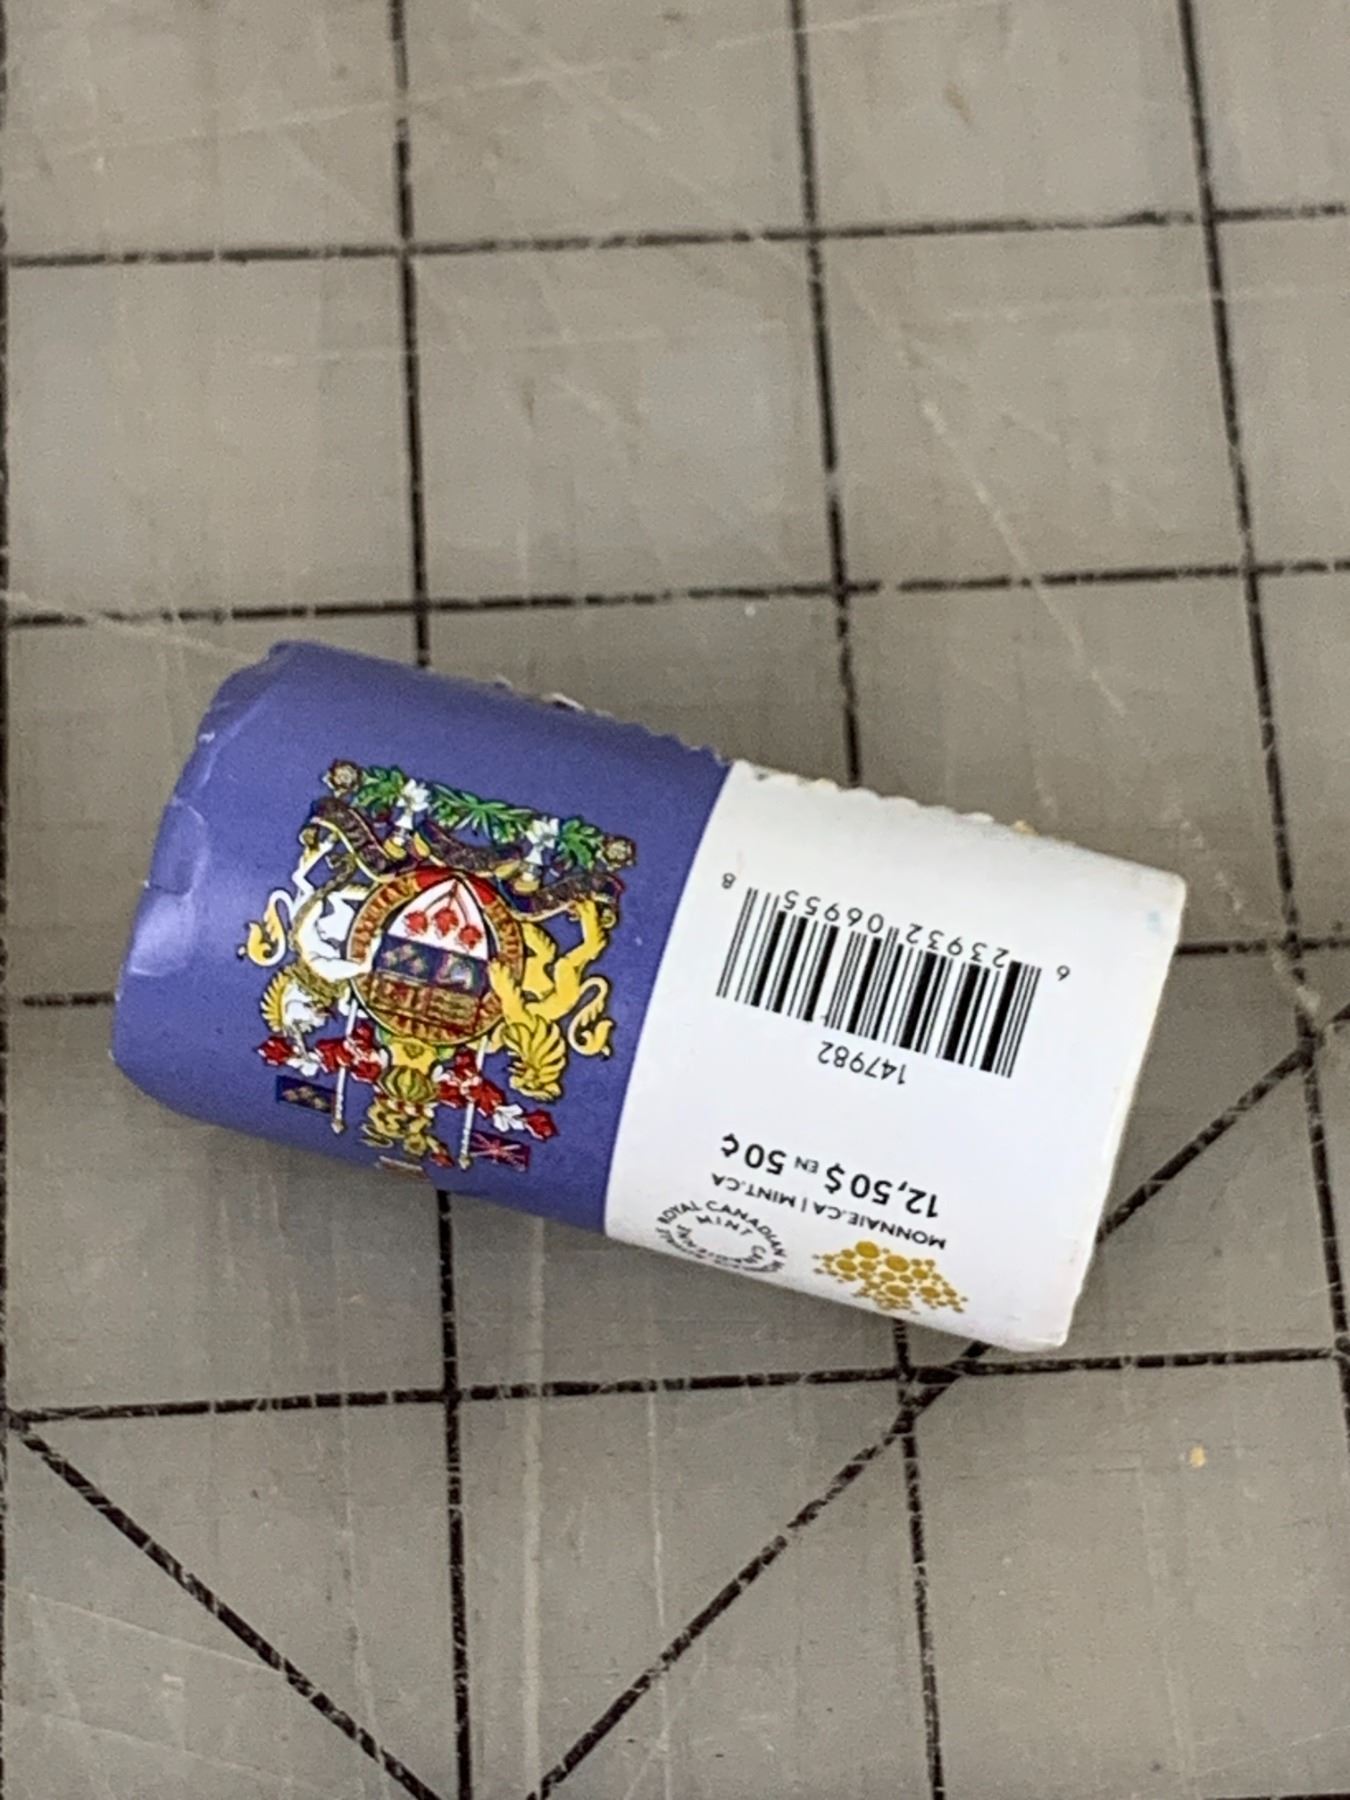 ROYAL CANADIAN MINT
MONNAIE.CA | MINT.CA
12,50 $ EN 50 ¢
147982
6 23932 06955 8